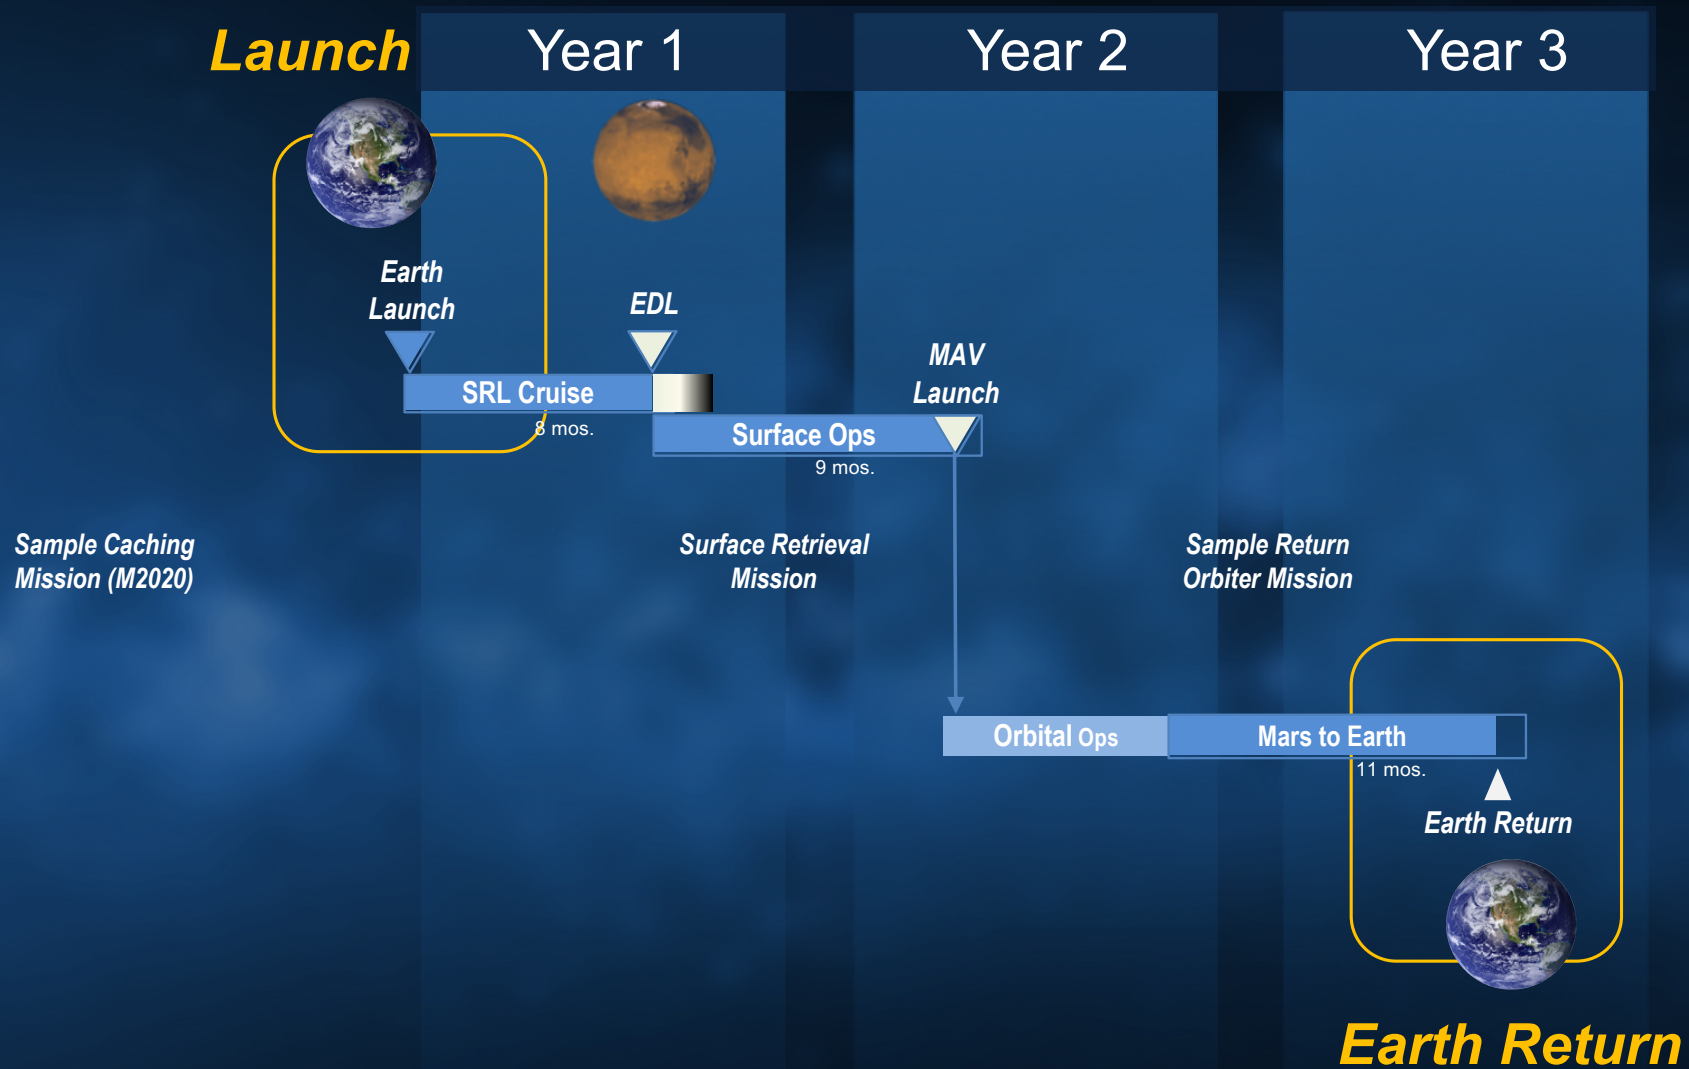 Launch
Year 1
Year 2
Year 3
Earth
Launch
EDL
MAV
Launch
SRL Cruise
8 mos.
Surface Ops
9 mos.
Sample Caching
Mission (M2020)
Surface Retrieval
Mission
Sample Return
Orbiter Mission
Orbital Ops
Mars to Earth
11 mos.
Earth Return
Earth Return